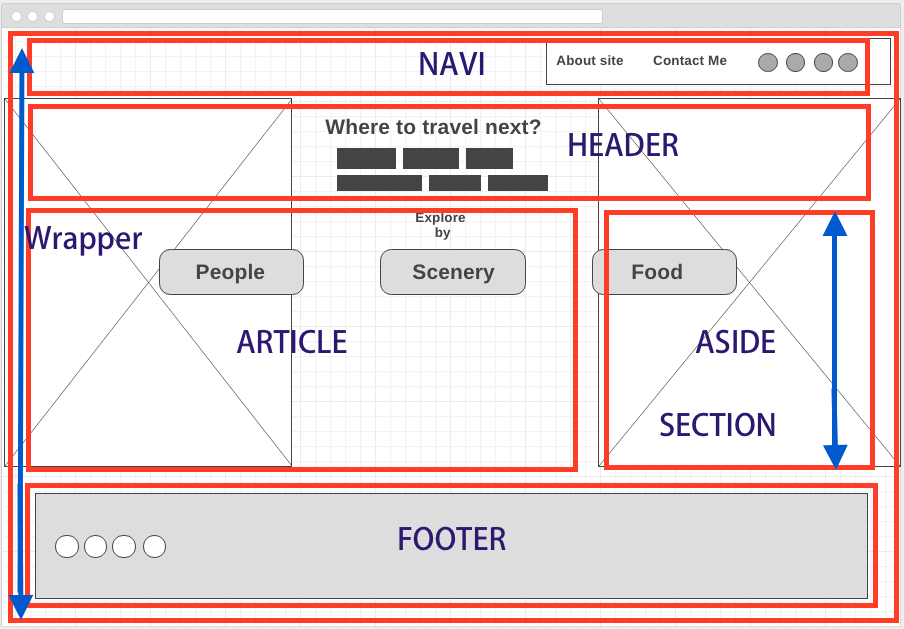 NAVI
About site
Contact Me
Where to travel next?
HEADER
Explore
by
Wrapper
People
Scenery
Food
ARTICLE
ASIDE
SECTION
FOOTER